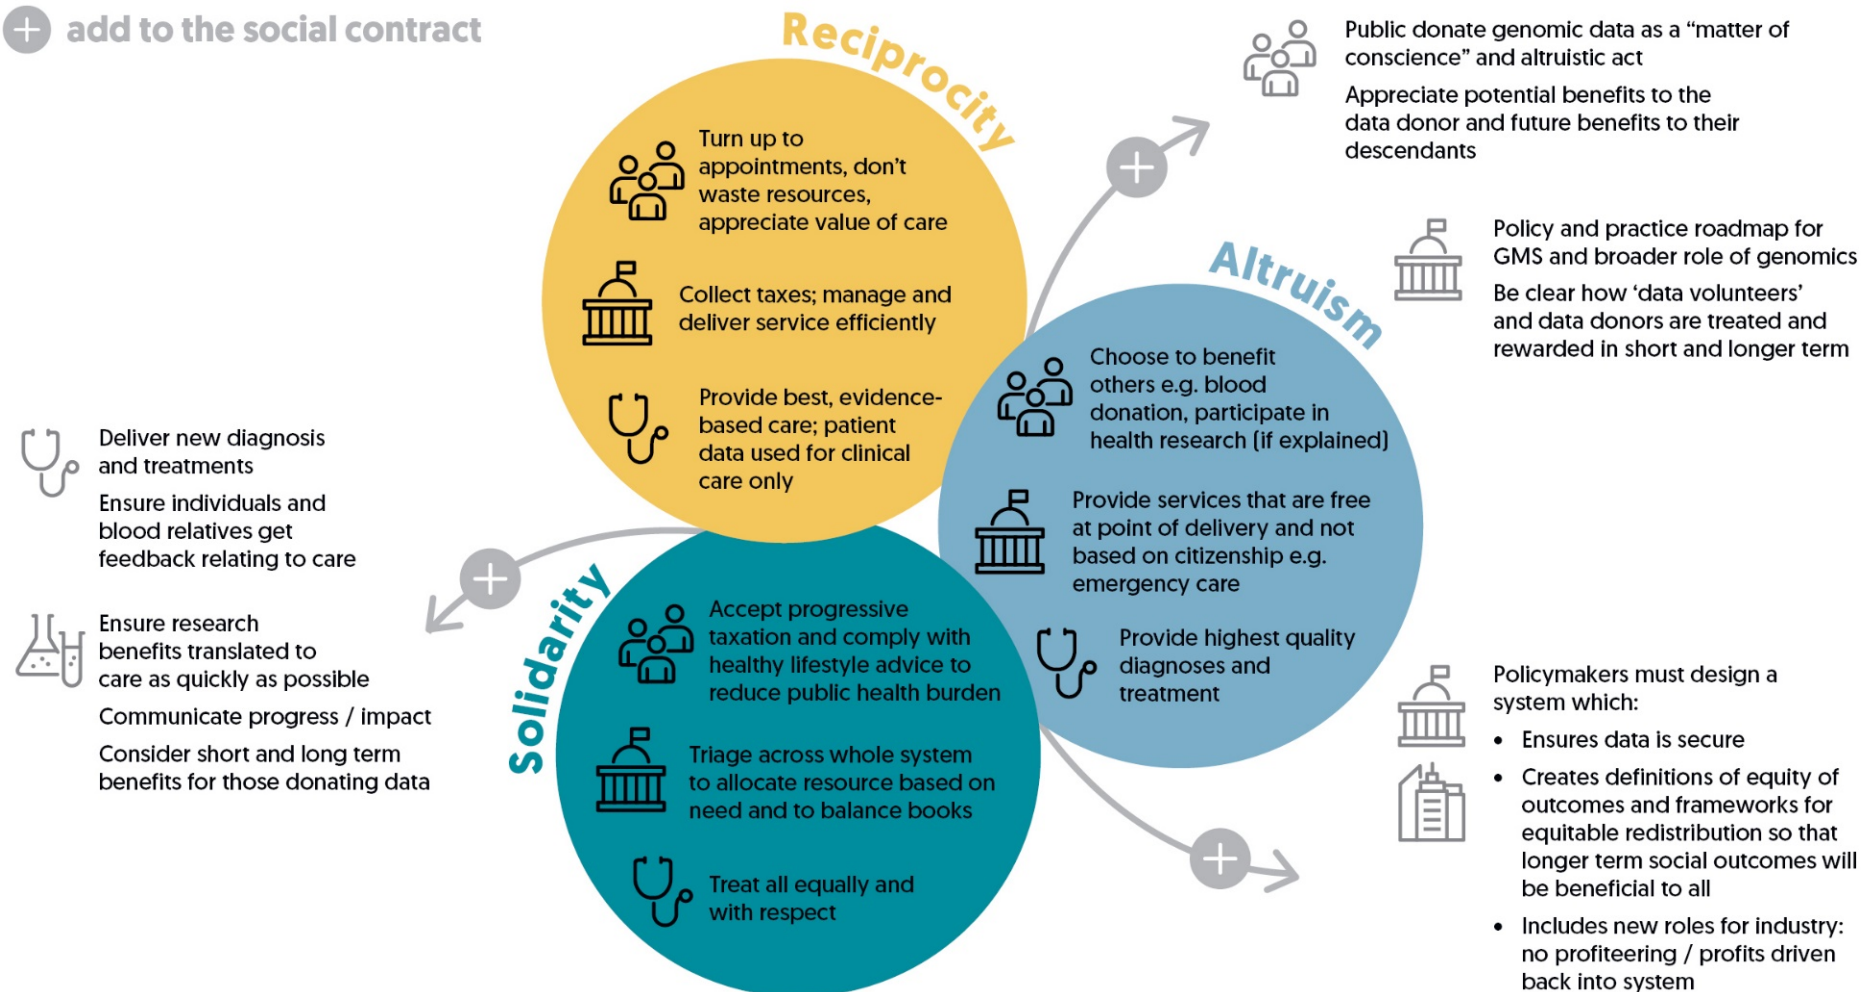 add to the social contract
Reciprocity
Turn up to
appointments, don’t
waste resources,
appreciate value of care
Collect taxes; manage and
deliver service efficiently
Provide best, evidence-
based care; patient
data used for clinical
care only
Public donate genomic data as a “matter of
conscience” and altruistic act
Appreciate potential benefits to the
data donor and future benefits to their
descendants
Policy and practice roadmap for
GMS and broader role of genomics
Be clear how ‘data volunteers’
and data donors are treated and
rewarded in short and longer term
Altruism
Choose to benefit
others e.g. blood
donation, participate in
health research (if explained)
Provide services that are free
at point of delivery and not
based on citizenship e.g.
emergency care
Provide highest quality
diagnoses and
treatment
Deliver new diagnosis
and treatments
Ensure individuals and
blood relatives get
feedback relating to care
Ensure research
benefits translated to
care as quickly as possible
Communicate progress / impact
Consider short and long term
benefits for those donating data
Solidarity
Accept progressive
taxation and comply with
healthy lifestyle advice to
reduce public health burden
Triage across whole system
to allocate resource based on
need and to balance books
Treat all equally and
with respect
Policymakers must design a
system which:
• Ensures data is secure
• Creates definitions of equity of
outcomes and frameworks for
equitable redistribution so that
longer term social outcomes will
be beneficial to all
• Includes new roles for industry:
no profiteering / profits driven
back into system